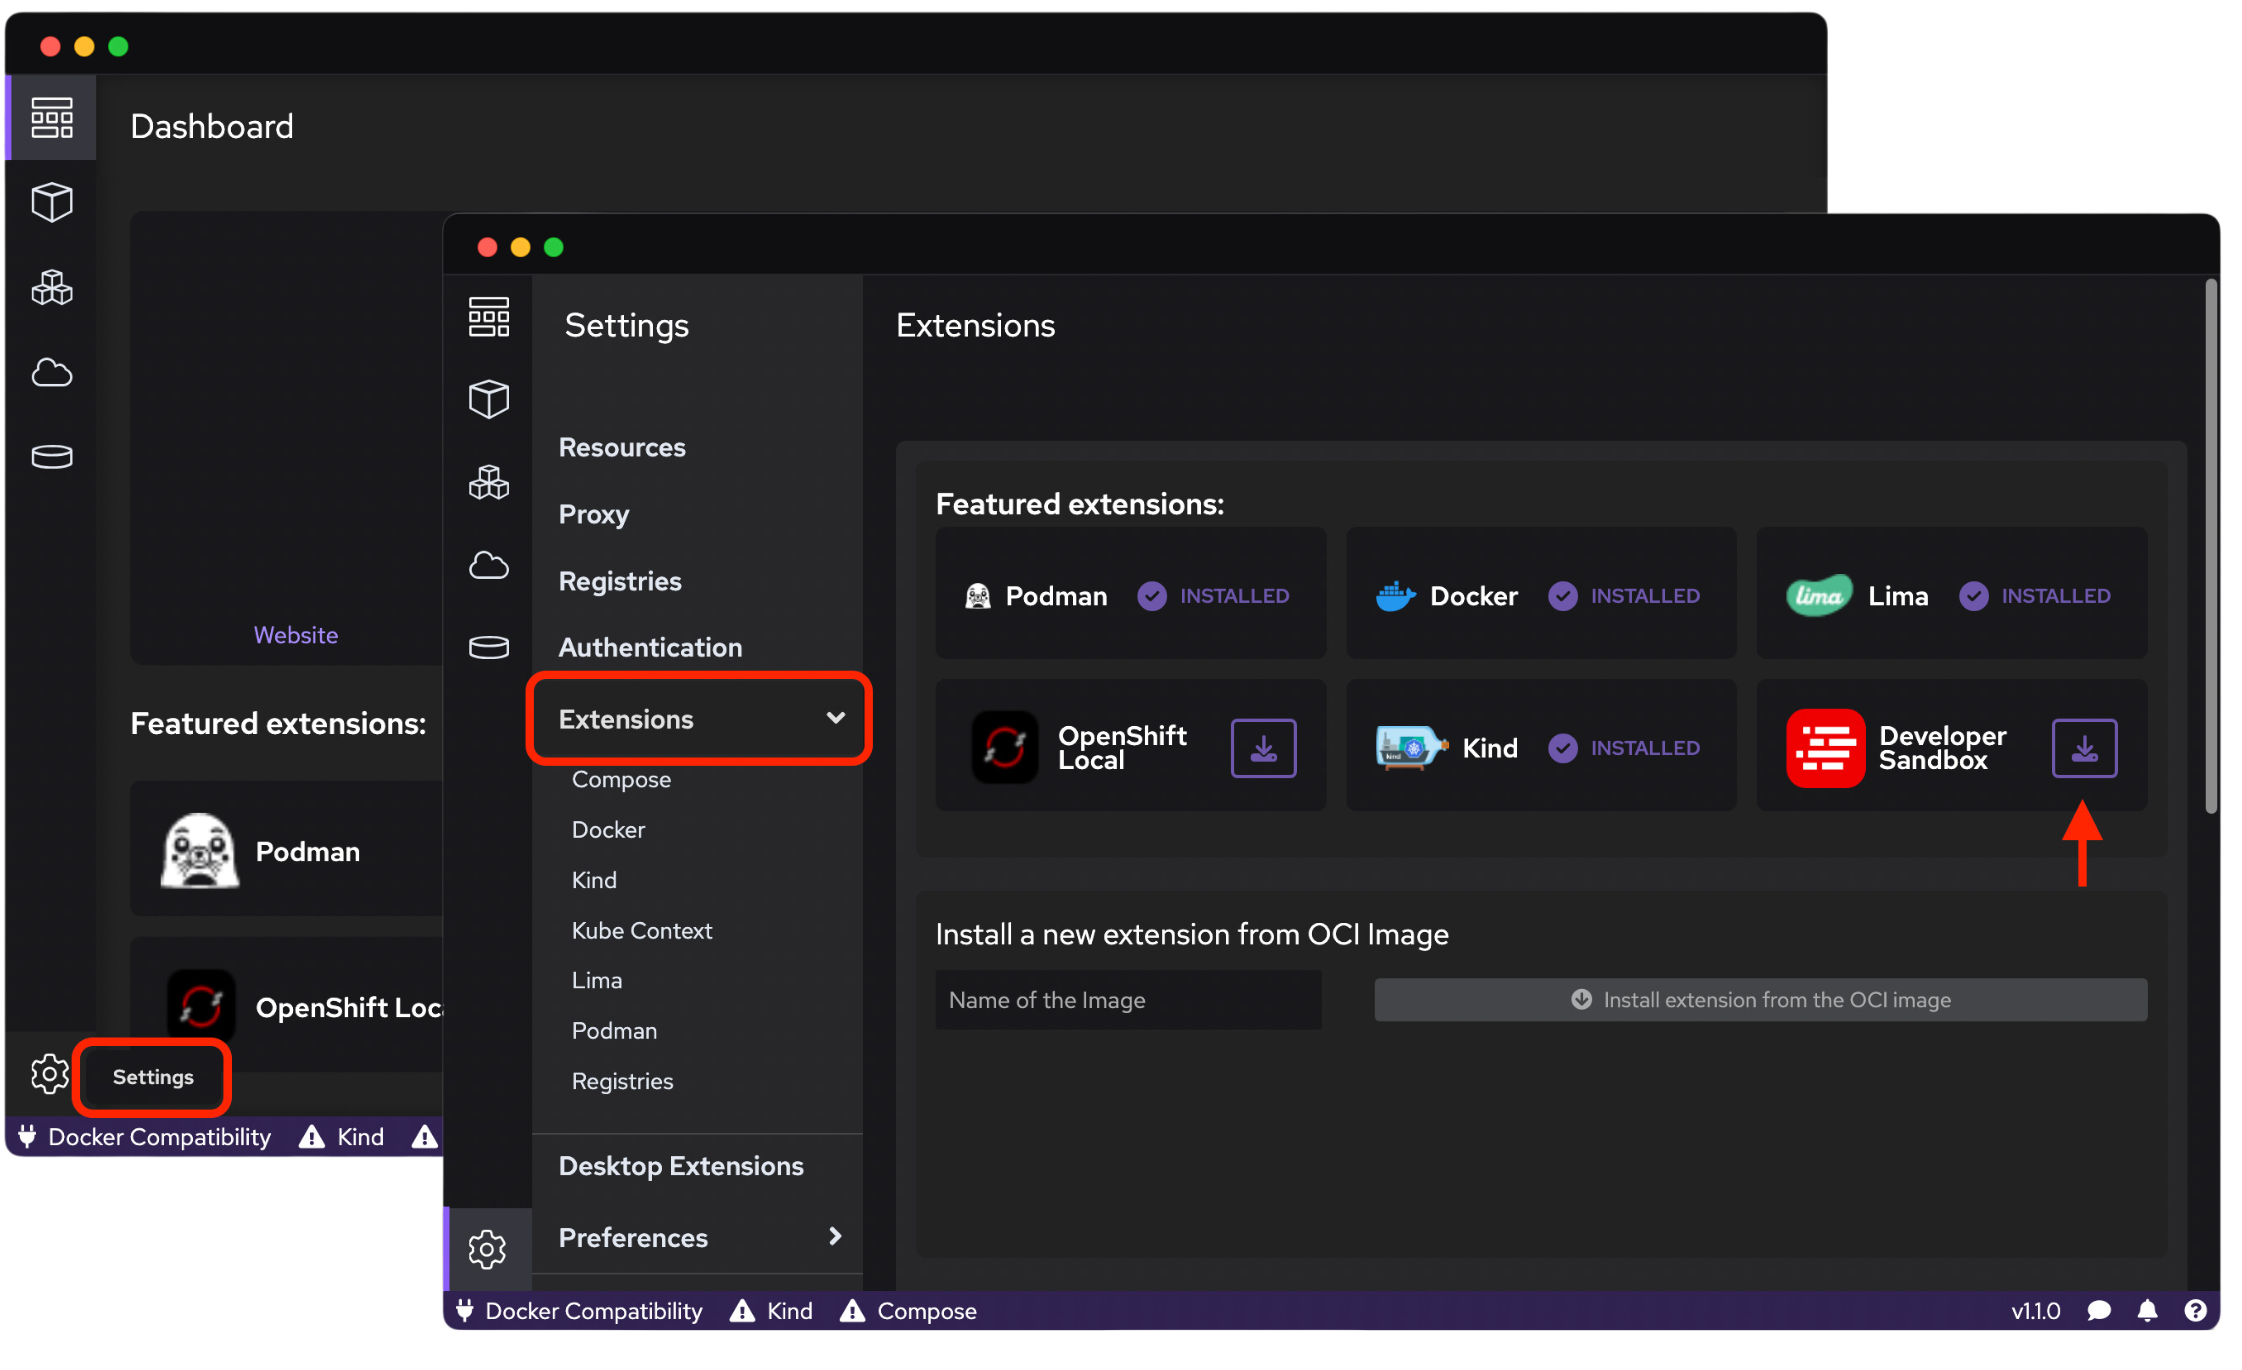 Dashboard
Website
Featured extensions:
Podman
OpenShift Loc
Settings
Docker Compatibility
Kind
Settings
Resources
Proxy
Registries
Authentication
Extensions
Compose
Docker
Kind
Kube Context
Lima
Podman
Registries
Desktop Extensions
Preferences
Extensions
Featured extensions:
Podman
INSTALLED
Docker
INSTALLED
lima
Lima
INSTALLED
OpenShift
Local
kind
Kind
INSTALLED
Developer
Sandbox
Install a new extension from OCI Image
Name of the Image
Install extension from the OCI image
Docker Compatibility
Kind
Compose
v1.1.0